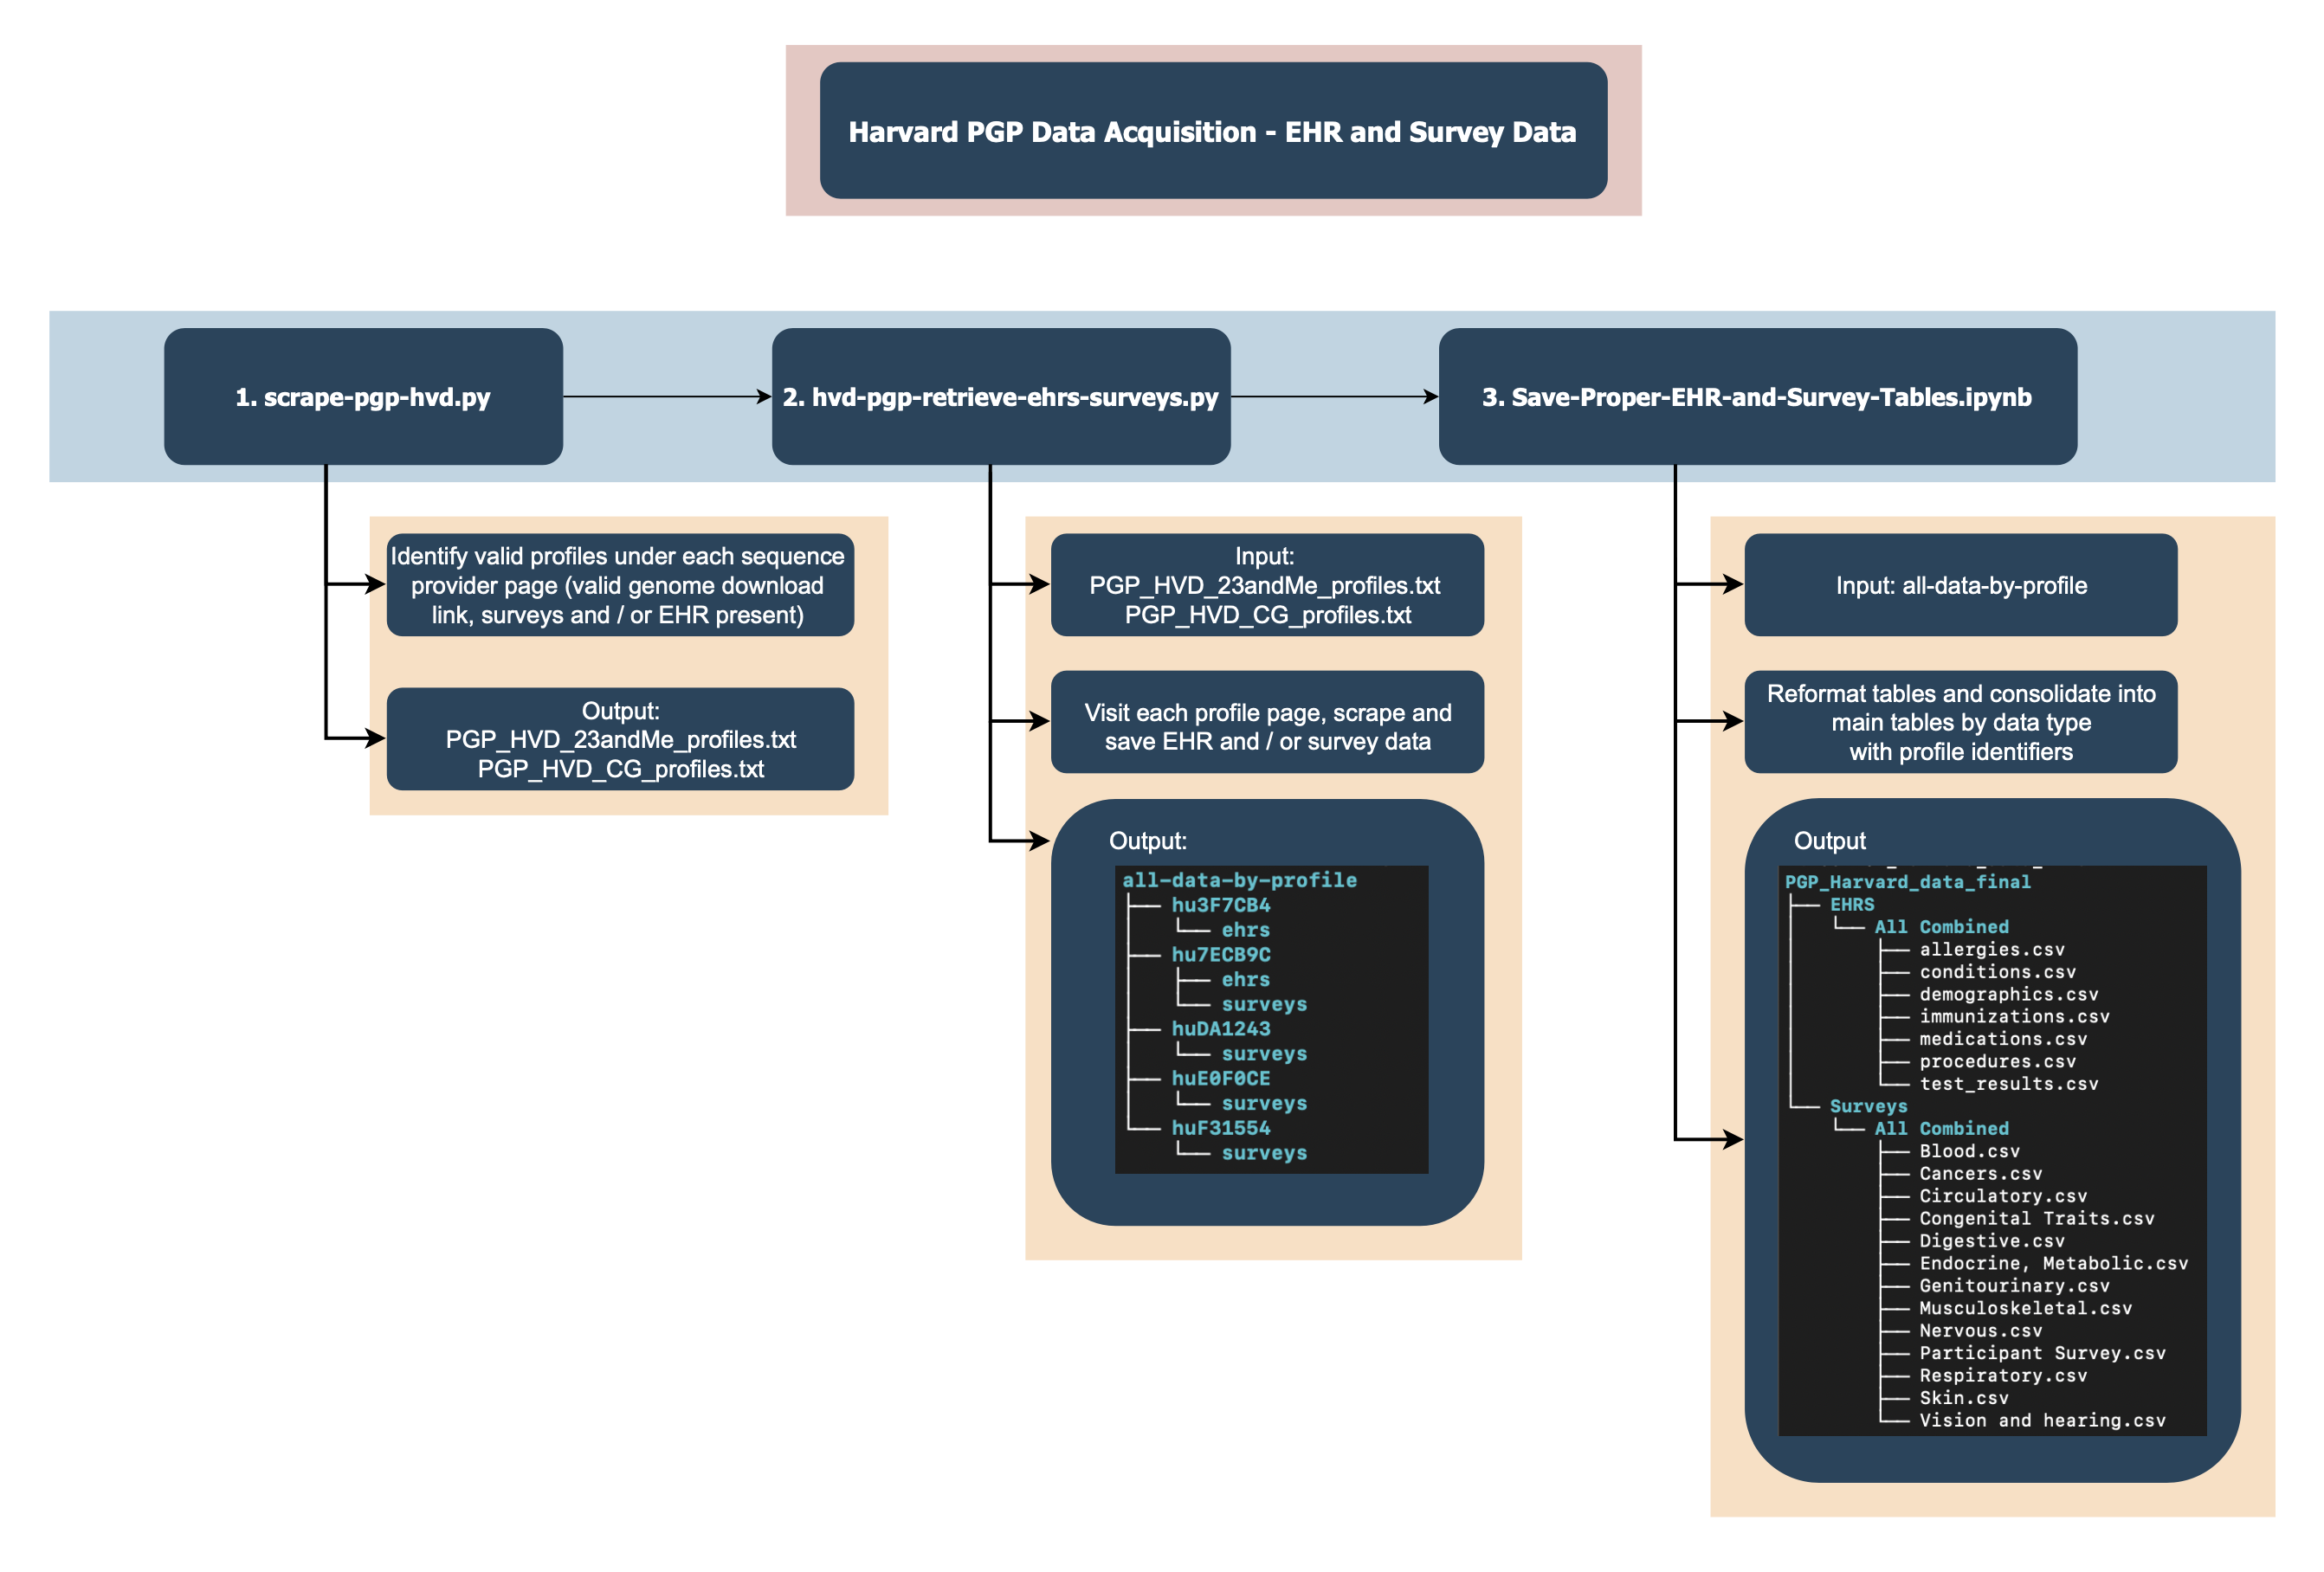 Harvard PGP Data Acquisition - EHR and Survey Data
1. scrape-pgp-hvd.py
2. hvd-pgp-retrieve-ehrs-surveys.py
3. Save-Proper-EHR-and-Survey-Tables.ipynb
Identify valid profiles under each sequence
provider page (valid genome download
link, surveys and / or EHR present)
Output:
PGP_HVD_23andMe_profiles.txt
PGP_HVD_CG_profiles.txt
Input:
PGP_HVD_23andMe_profiles.txt
PGP_HVD_CG_profiles.txt
Visit each profile page, scrape and
save EHR and / or survey data
Output:
all-data-by-profile
hu3F7CB4
ehrs
hu7ECB9C
ehrs
surveys
huDA1243
surveys
huE0F0CE
surveys
huF31554
surveys
Input: all-data-by-profile
Reformat tables and consolidate into
main tables by data type
with profile identifiers
Output
PGP_Harvard_data_final
EHRS
All Combined
allergies.csv
conditions.csv
demographics.csv
immunizations.csv
medications.csv
procedures.csv
test_results.csv
Surveys
All Combined
Blood.csv
Cancers.csv
Circulatory.csv
Congenital Traits.csv
Digestive.csv
Endocrine, Metabolic.csv
Genitourinary.csv
Musculoskeletal.csv
Nervous.csv
Participant Survey.csv
Respiratory.csv
Skin.csv
Vision and hearing.csv